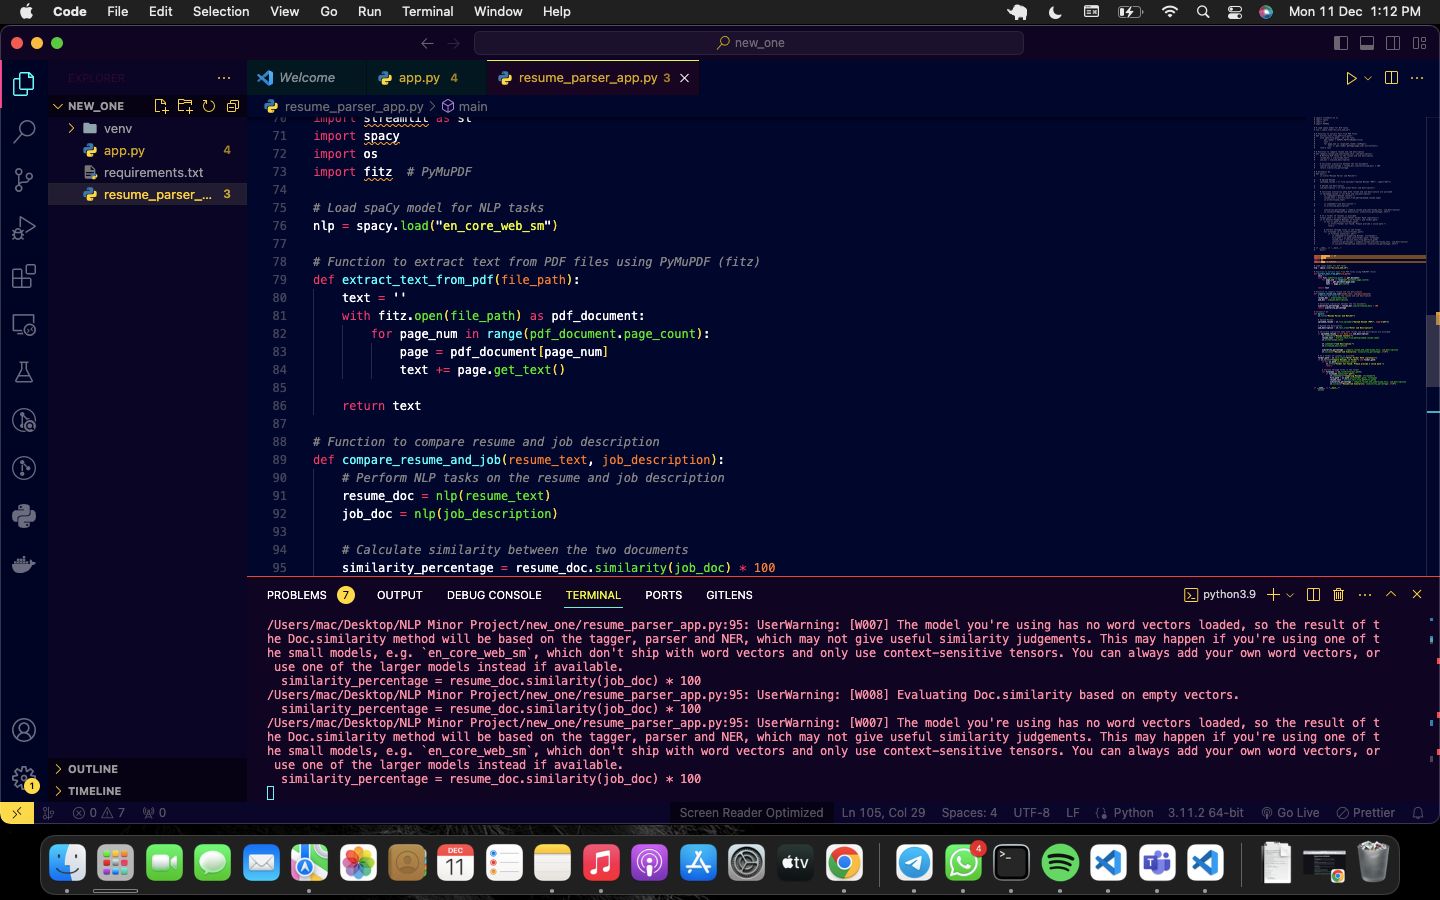 Code File Edit Selection View Go Run Terminal Window Help Mon 11 Dec 1:12 PM
new_one
EXPLORER
Welcome app.py 4 resume_parser_app.py 3
NEW_ONE
resume_parser_app.py > main
venv
app.py 4
requirements.txt
resume_parser_... 3
70 import streamlit as st
71 import spacy
72 import os
73 import fitz # PyMuPDF
74
75 # Load spaCy model for NLP tasks
76 nlp = spacy.load("en_core_web_sm")
77
78 # Function to extract text from PDF files using PyMuPDF (fitz)
79 def extract_text_from_pdf(file_path):
80 text = ''
81 with fitz.open(file_path) as pdf_document:
82 for page_num in range(pdf_document.page_count):
83 page = pdf_document[page_num]
84 text += page.get_text()
85
86 return text
87
88 # Function to compare resume and job description
89 def compare_resume_and_job(resume_text, job_description):
90 # Perform NLP tasks on the resume and job description
91 resume_doc = nlp(resume_text)
92 job_doc = nlp(job_description)
93
94 # Calculate similarity between the two documents
95 similarity_percentage = resume_doc.similarity(job_doc) * 100
PROBLEMS 7 OUTPUT DEBUG CONSOLE TERMINAL PORTS GITLENS python3.9
/Users/mac/Desktop/NLP Minor Project/new_one/resume_parser_app.py:95: UserWarning: [W007] The model you're using has no word vectors loaded, so the result of t
he Doc.similarity method will be based on the tagger, parser and NER, which may not give useful similarity judgements. This may happen if you're using one of t
he small models, e.g. `en_core_web_sm`, which don't ship with word vectors and only use context-sensitive tensors. You can always add your own word vectors, or
use one of the larger models instead if available.
similarity_percentage = resume_doc.similarity(job_doc) * 100
/Users/mac/Desktop/NLP Minor Project/new_one/resume_parser_app.py:95: UserWarning: [W008] Evaluating Doc.similarity based on empty vectors.
similarity_percentage = resume_doc.similarity(job_doc) * 100
/Users/mac/Desktop/NLP Minor Project/new_one/resume_parser_app.py:95: UserWarning: [W007] The model you're using has no word vectors loaded, so the result of t
he Doc.similarity method will be based on the tagger, parser and NER, which may not give useful similarity judgements. This may happen if you're using one of t
he small models, e.g. `en_core_web_sm`, which don't ship with word vectors and only use context-sensitive tensors. You can always add your own word vectors, or
use one of the larger models instead if available.
similarity_percentage = resume_doc.similarity(job_doc) * 100
OUTLINE
TIMELINE
1
0 7 0 Screen Reader Optimized Ln 105, Col 29 Spaces: 4 UTF-8 LF Python 3.11.2 64-bit Go Live Prettier
DEC
11
tv
4